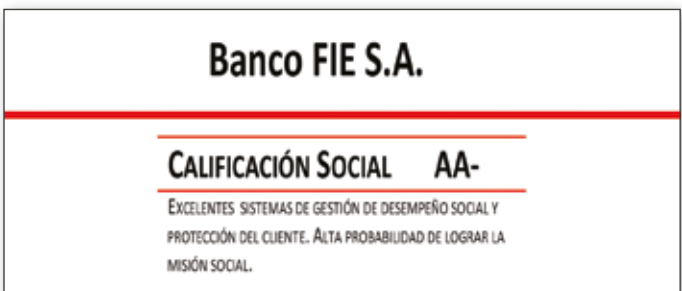 Banco FIE S.A.
CALIFICACIÓN SOCIAL AA-
EXCELENTES SISTEMAS DE GESTIÓN DE DESEMPEÑO SOCIAL Y
PROTECCIÓN DEL CLIENTE. ALTA PROBABILIDAD DE LOGRAR LA
MISIÓN SOCIAL.